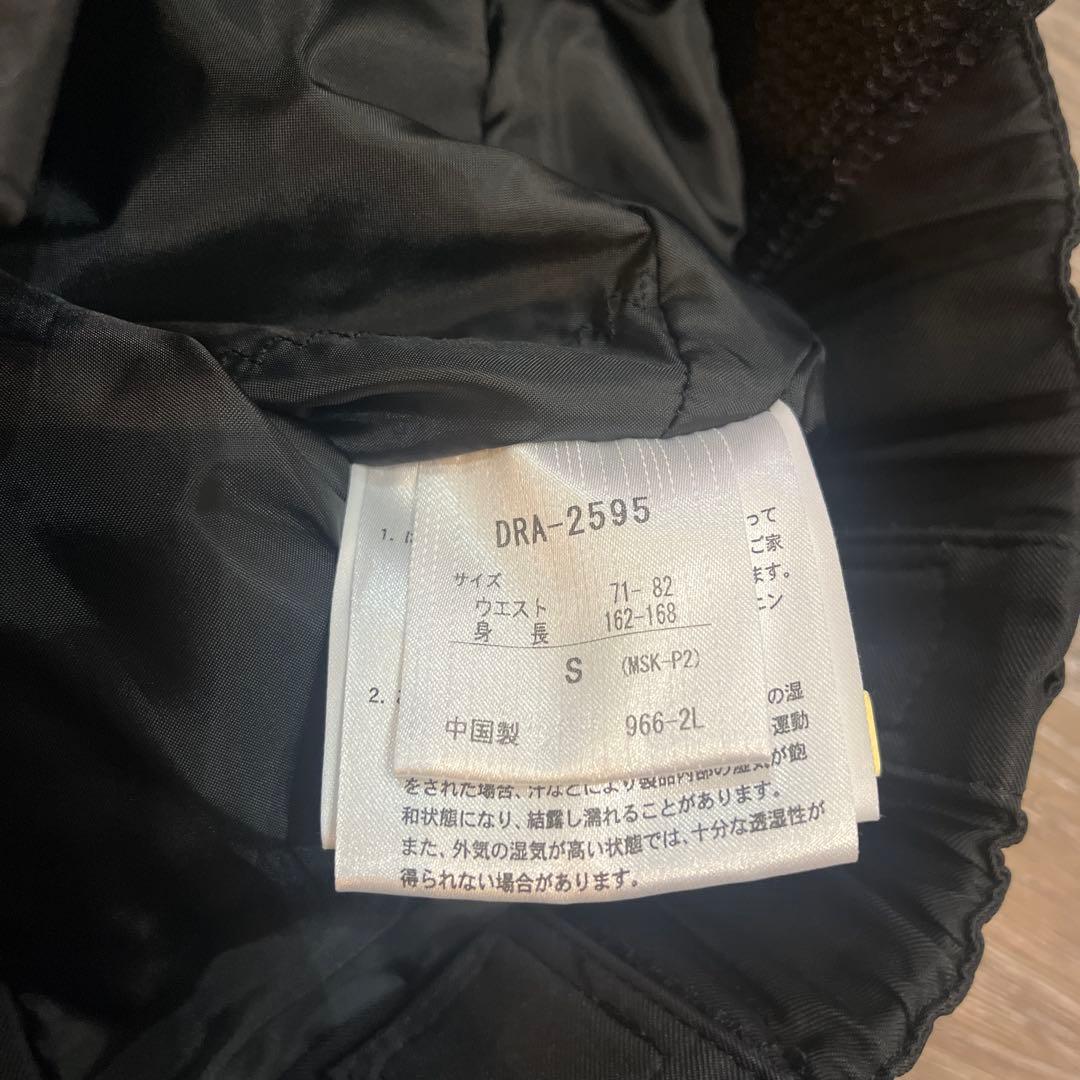 DRA-2595
サイズ
ウエスト 71- 82
身 長 162-168
S (MSK-P2)
中国製 966-2L
1. は
って
ご家
ます。
ニン
2.
の湿
運動
をされた場合、汗などにより製品内部の湿気が飽
和状態になり、結露し濡れることがあります。
また、外気の湿気が高い状態では、十分な透湿性が
得られない場合があります。